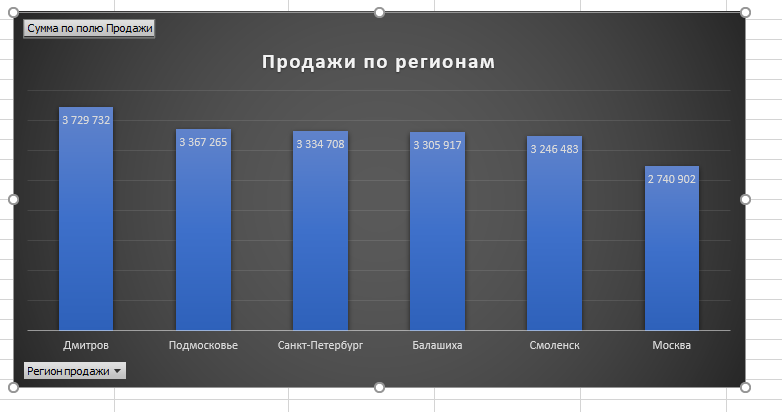 Сумма по полю Продажи
Продажи по регионам
3 729 732
3 367 265
3 334 708
3 305 917
3 246 483
2 740 902
Дмитров
Подмосковье
Санкт-Петербург
Балашиха
Смоленск
Москва
Регион продажи